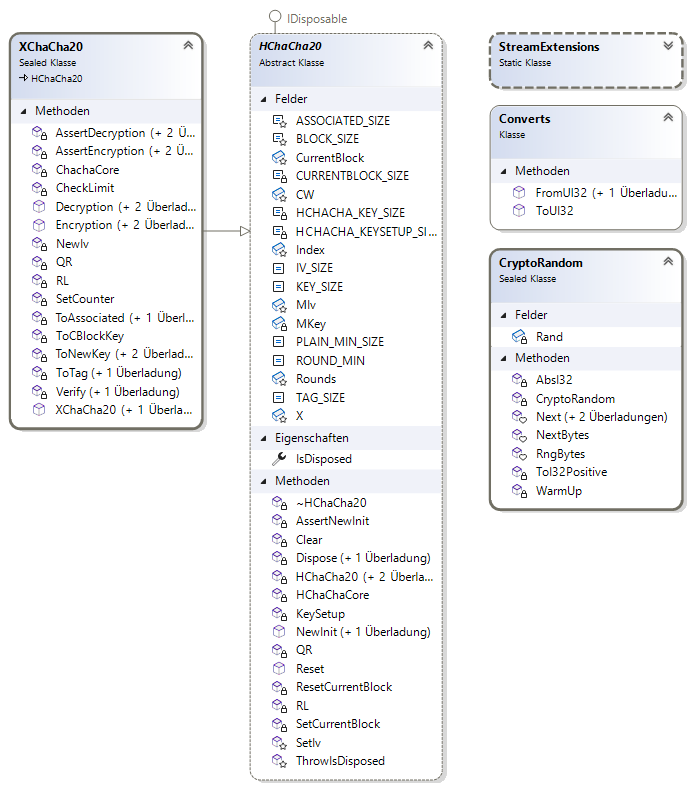 XChaCha20
Sealed Klasse
HChaCha20
Methoden
AssertDecryption (+ 2 Ü...
AssertEncryption (+ 2 Ü...
ChachaCore
CheckLimit
Decryption (+ 2 Überlad...
Encryption (+ 2 Überlad...
NewIv
QR
RL
SetCounter
ToAssociated (+ 1 Überl...
ToCBlockKey
ToNewKey (+ 2 Überlad...
ToTag (+ 1 Überladung)
Verify (+ 1 Überladung)
XChaCha20 (+ 1 Überla...
IDisposable
HChaCha20
Abstract Klasse
Felder
ASSOCIATED_SIZE
BLOCK_SIZE
CurrentBlock
CURRENTBLOCK_SIZE
CW
HCHACHA_KEY_SIZE
HCHACHA_KEYSETUP_SI...
Index
IV_SIZE
KEY_SIZE
MIv
MKey
PLAIN_MIN_SIZE
ROUND_MIN
Rounds
TAG_SIZE
X
Eigenschaften
IsDisposed
Methoden
~HChaCha20
AssertNewInit
Clear
Dispose (+ 1 Überladung)
HChaCha20 (+ 2 Überla...
HChaChaCore
KeySetup
NewInit (+ 1 Überladung)
QR
Reset
ResetCurrentBlock
RL
SetCurrentBlock
SetIv
ThrowIsDisposed
StreamExtensions
Static Klasse
Converts
Klasse
Methoden
FromUI32 (+ 1 Überladu...
ToUI32
CryptoRandom
Sealed Klasse
Felder
Rand
Methoden
AbsI32
CryptoRandom
Next (+ 2 Überladungen)
NextBytes
RngBytes
ToI32Positive
WarmUp